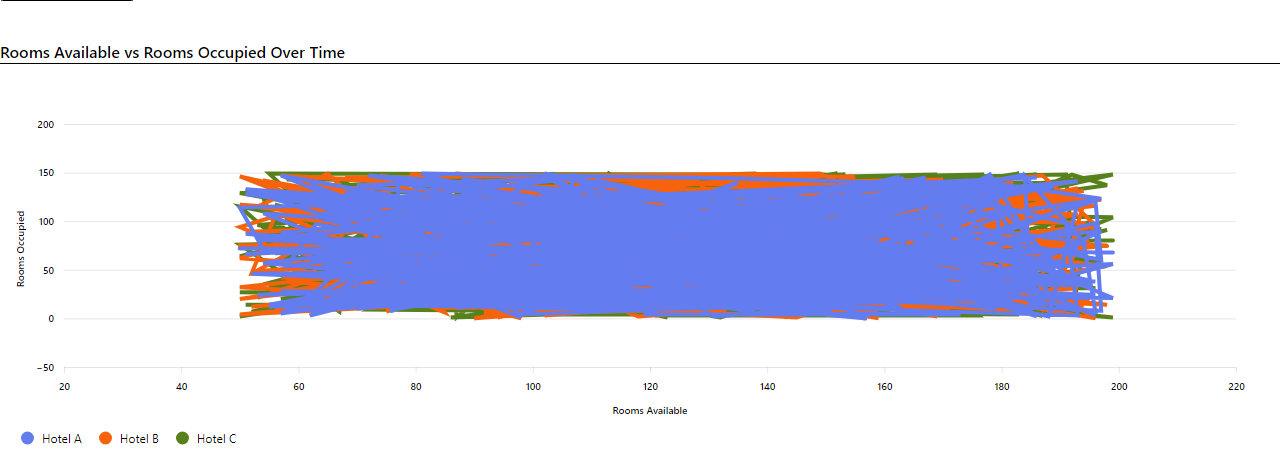 Rooms Available vs Rooms Occupied Over Time
200
150
100
50
0
−50
Rooms Occupied
20 40 60 80 100 120 140 160 180 200 220
Rooms Available
Hotel A Hotel B Hotel C